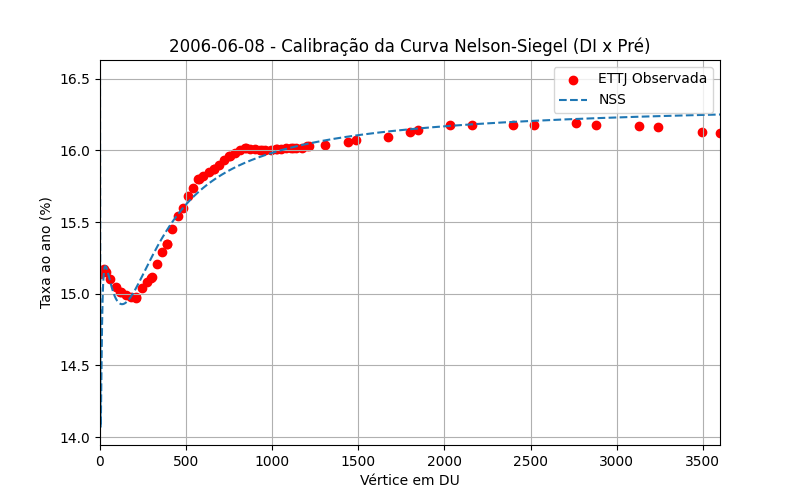 2006-06-08 - Calibração da Curva Nelson-Siegel (DI x Pré)
ETTJ Observada
NSS
Taxa ao ano (%)
16.5
16.0
15.5
15.0
14.5
14.0
0 500 1000 1500 2000 2500 3000 3500
Vértice em DU